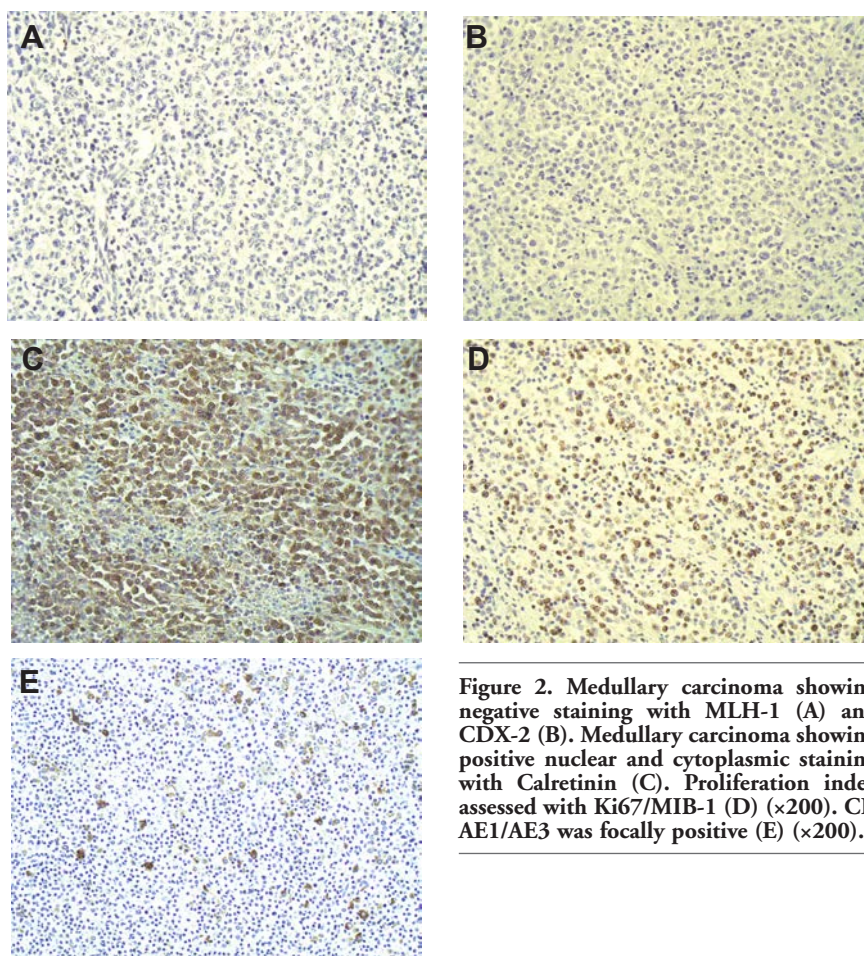 A
B
C
D
E
Figure 2. Medullary carcinoma showin
negative staining with MLH-1 (A) an
CDX-2 (B). Medullary carcinoma showin
positive nuclear and cytoplasmic stainin
with Calretinin (C). Proliferation inde
assessed with Ki67/MIB-1 (D) (×200). C
AE1/AE3 was focally positive (E) (×200).